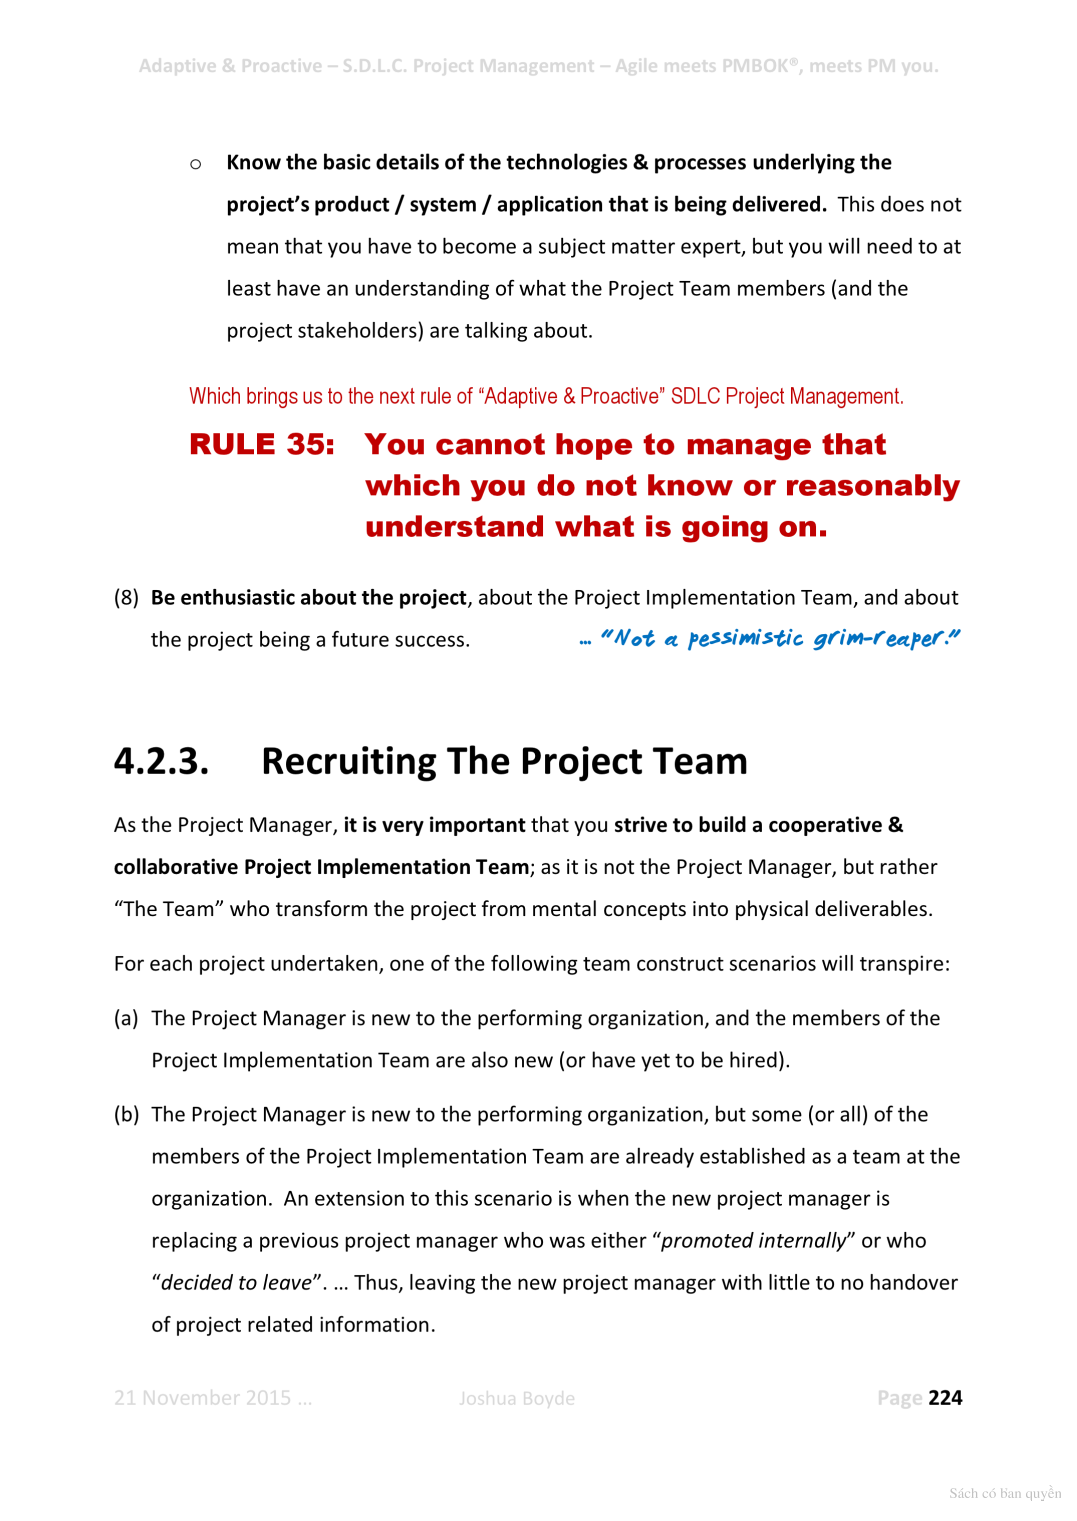 Adaptive & Proactive – S.D.L.C. Project Management – Agile meets PMBOK®, meets PM you.
o Know the basic details of the technologies & processes underlying the
project’s product / system / application that is being delivered. This does not
mean that you have to become a subject matter expert, but you will need to at
least have an understanding of what the Project Team members (and the
project stakeholders) are talking about.
Which brings us to the next rule of “Adaptive & Proactive” SDLC Project Management.
RULE 35: You cannot hope to manage that
which you do not know or reasonably
understand what is going on.
(8) Be enthusiastic about the project, about the Project Implementation Team, and about
the project being a future success. … “Not a pessimistic grim-reaper.”
4.2.3. Recruiting The Project Team
As the Project Manager, it is very important that you strive to build a cooperative &
collaborative Project Implementation Team; as it is not the Project Manager, but rather
“The Team” who transform the project from mental concepts into physical deliverables.
For each project undertaken, one of the following team construct scenarios will transpire:
(a) The Project Manager is new to the performing organization, and the members of the
Project Implementation Team are also new (or have yet to be hired).
(b) The Project Manager is new to the performing organization, but some (or all) of the
members of the Project Implementation Team are already established as a team at the
organization. An extension to this scenario is when the new project manager is
replacing a previous project manager who was either “promoted internally” or who
“decided to leave”. … Thus, leaving the new project manager with little to no handover
of project related information.
21 November 2015 … Joshua Boyde Page 224
Sách có bản quyền